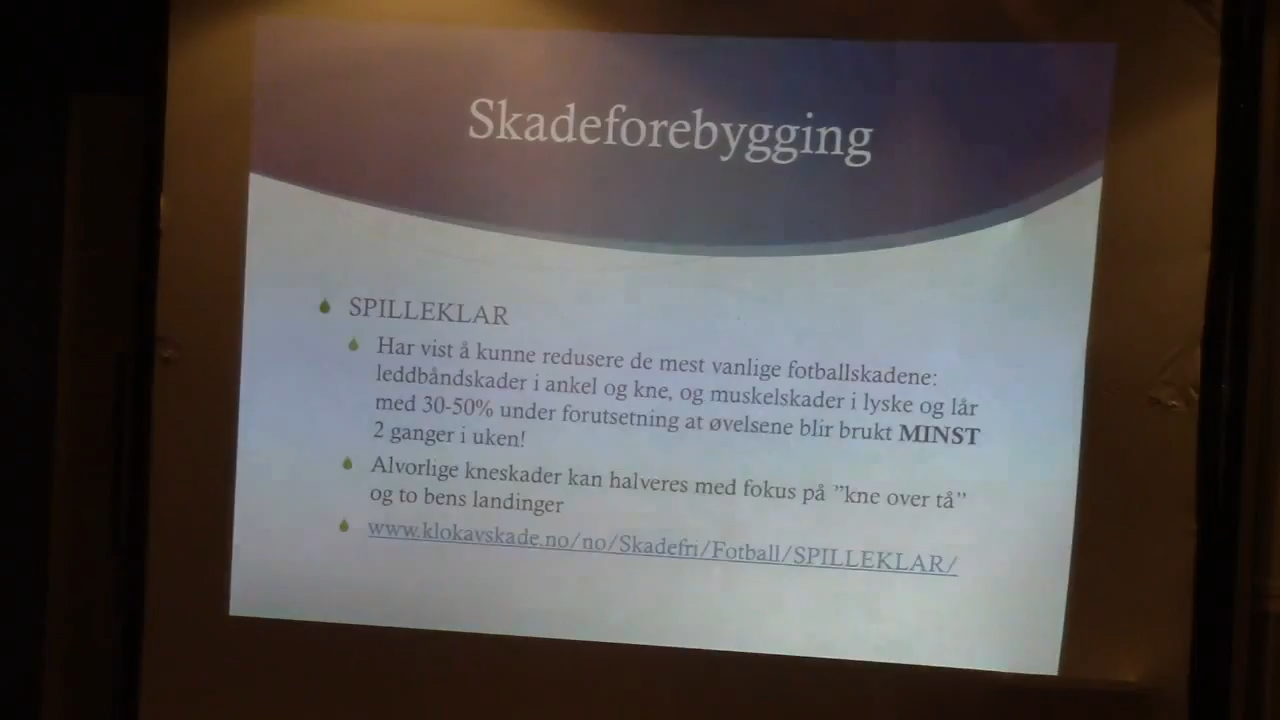 Skadeforebygging
SPILLEKLAR
Har vist å kunne redusere de mest vanlige fotballskadene:
leddbåndskader i ankel og kne, og muskelskader i lyske og lår
med 30-50% under forutsetning at øvelsene blir brukt MINST
2 ganger i uken!
Alvorlige kneskader kan halveres med fokus på ”kne over tå”
og to bens landinger
www.klokavskade.no/no/Skadefri/Fotball/SPILLEKLAR/